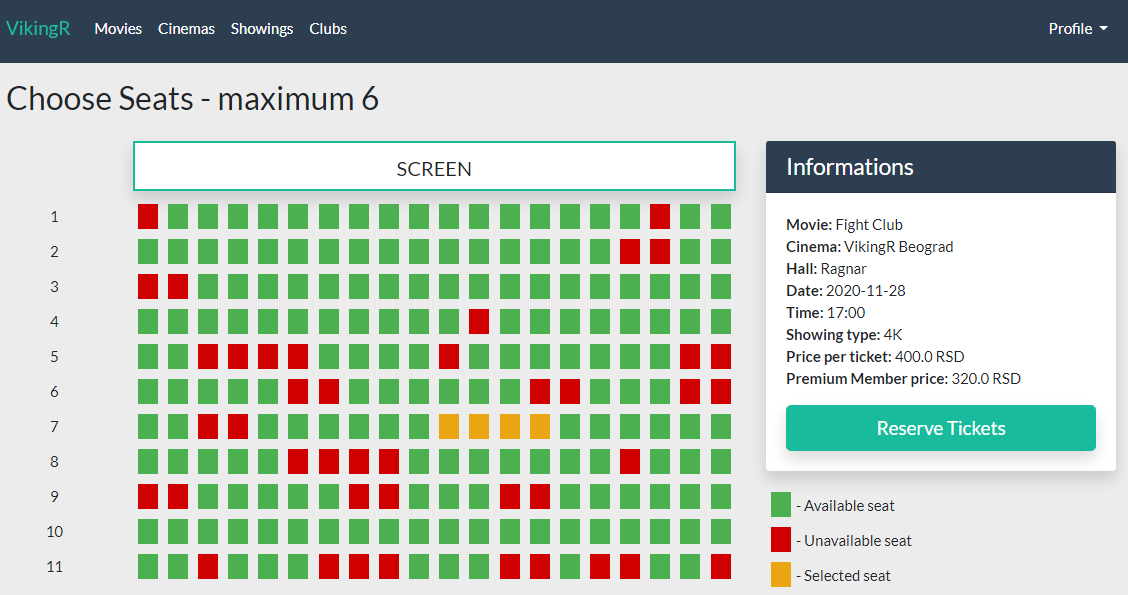 VikingR Movies Cinemas Showings Clubs Profile
Choose Seats - maximum 6
SCREEN
1
2
3
4
5
6
7
8
9
10
11
Informations
Movie: Fight Club
Cinema: VikingR Beograd
Hall: Ragnar
Date: 2020-11-28
Time: 17:00
Showing type: 4K
Price per ticket: 400.0 RSD
Premium Member price: 320.0 RSD
Reserve Tickets
- Available seat
- Unavailable seat
- Selected seat